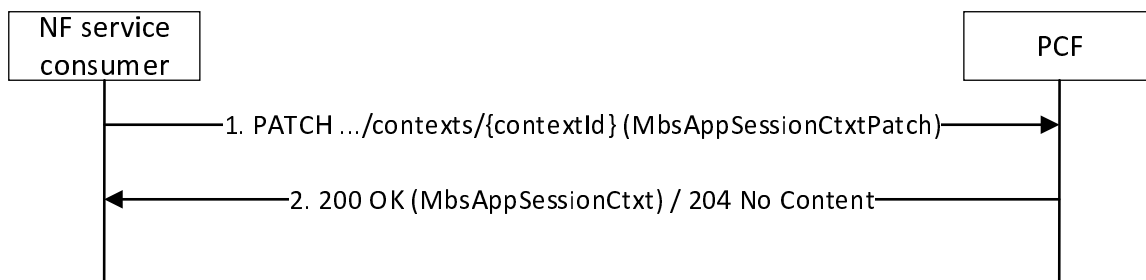 NF service
consumer
PCF
1. PATCH .../contexts/{contextId} (MbsAppSessionCtxtPatch)
2. 200 OK (MbsAppSessionCtxt) / 204 No Content